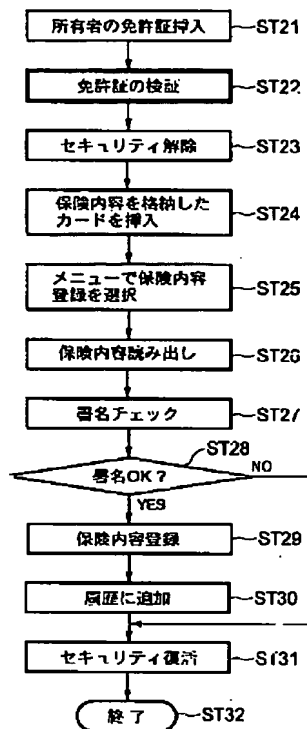 所有者の免許証挿入 ST21
免許証の検証 ST22
セキュリティ解除 ST23
保険内容を格納した
カードを挿入 ST24
メニューで保険内容
登録を選択 ST25
保険内容読み出し ST26
署名チェック ST27
ST28
署名OK? NO
YES
保険内容登録 ST29
履歴に追加 ST30
セキュリティ復活 ST31
終了 ST32